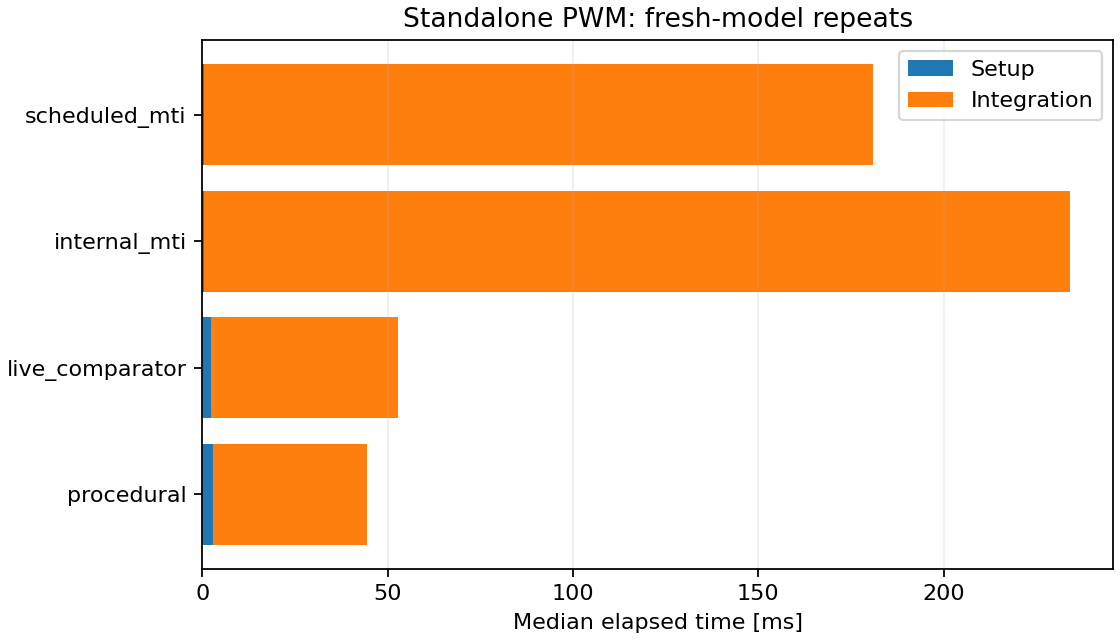 Standalone PWM: fresh-model repeats
Setup
Integration
scheduled_mti
internal_mti
live_comparator
procedural
0 50 100 150 200
Median elapsed time [ms]